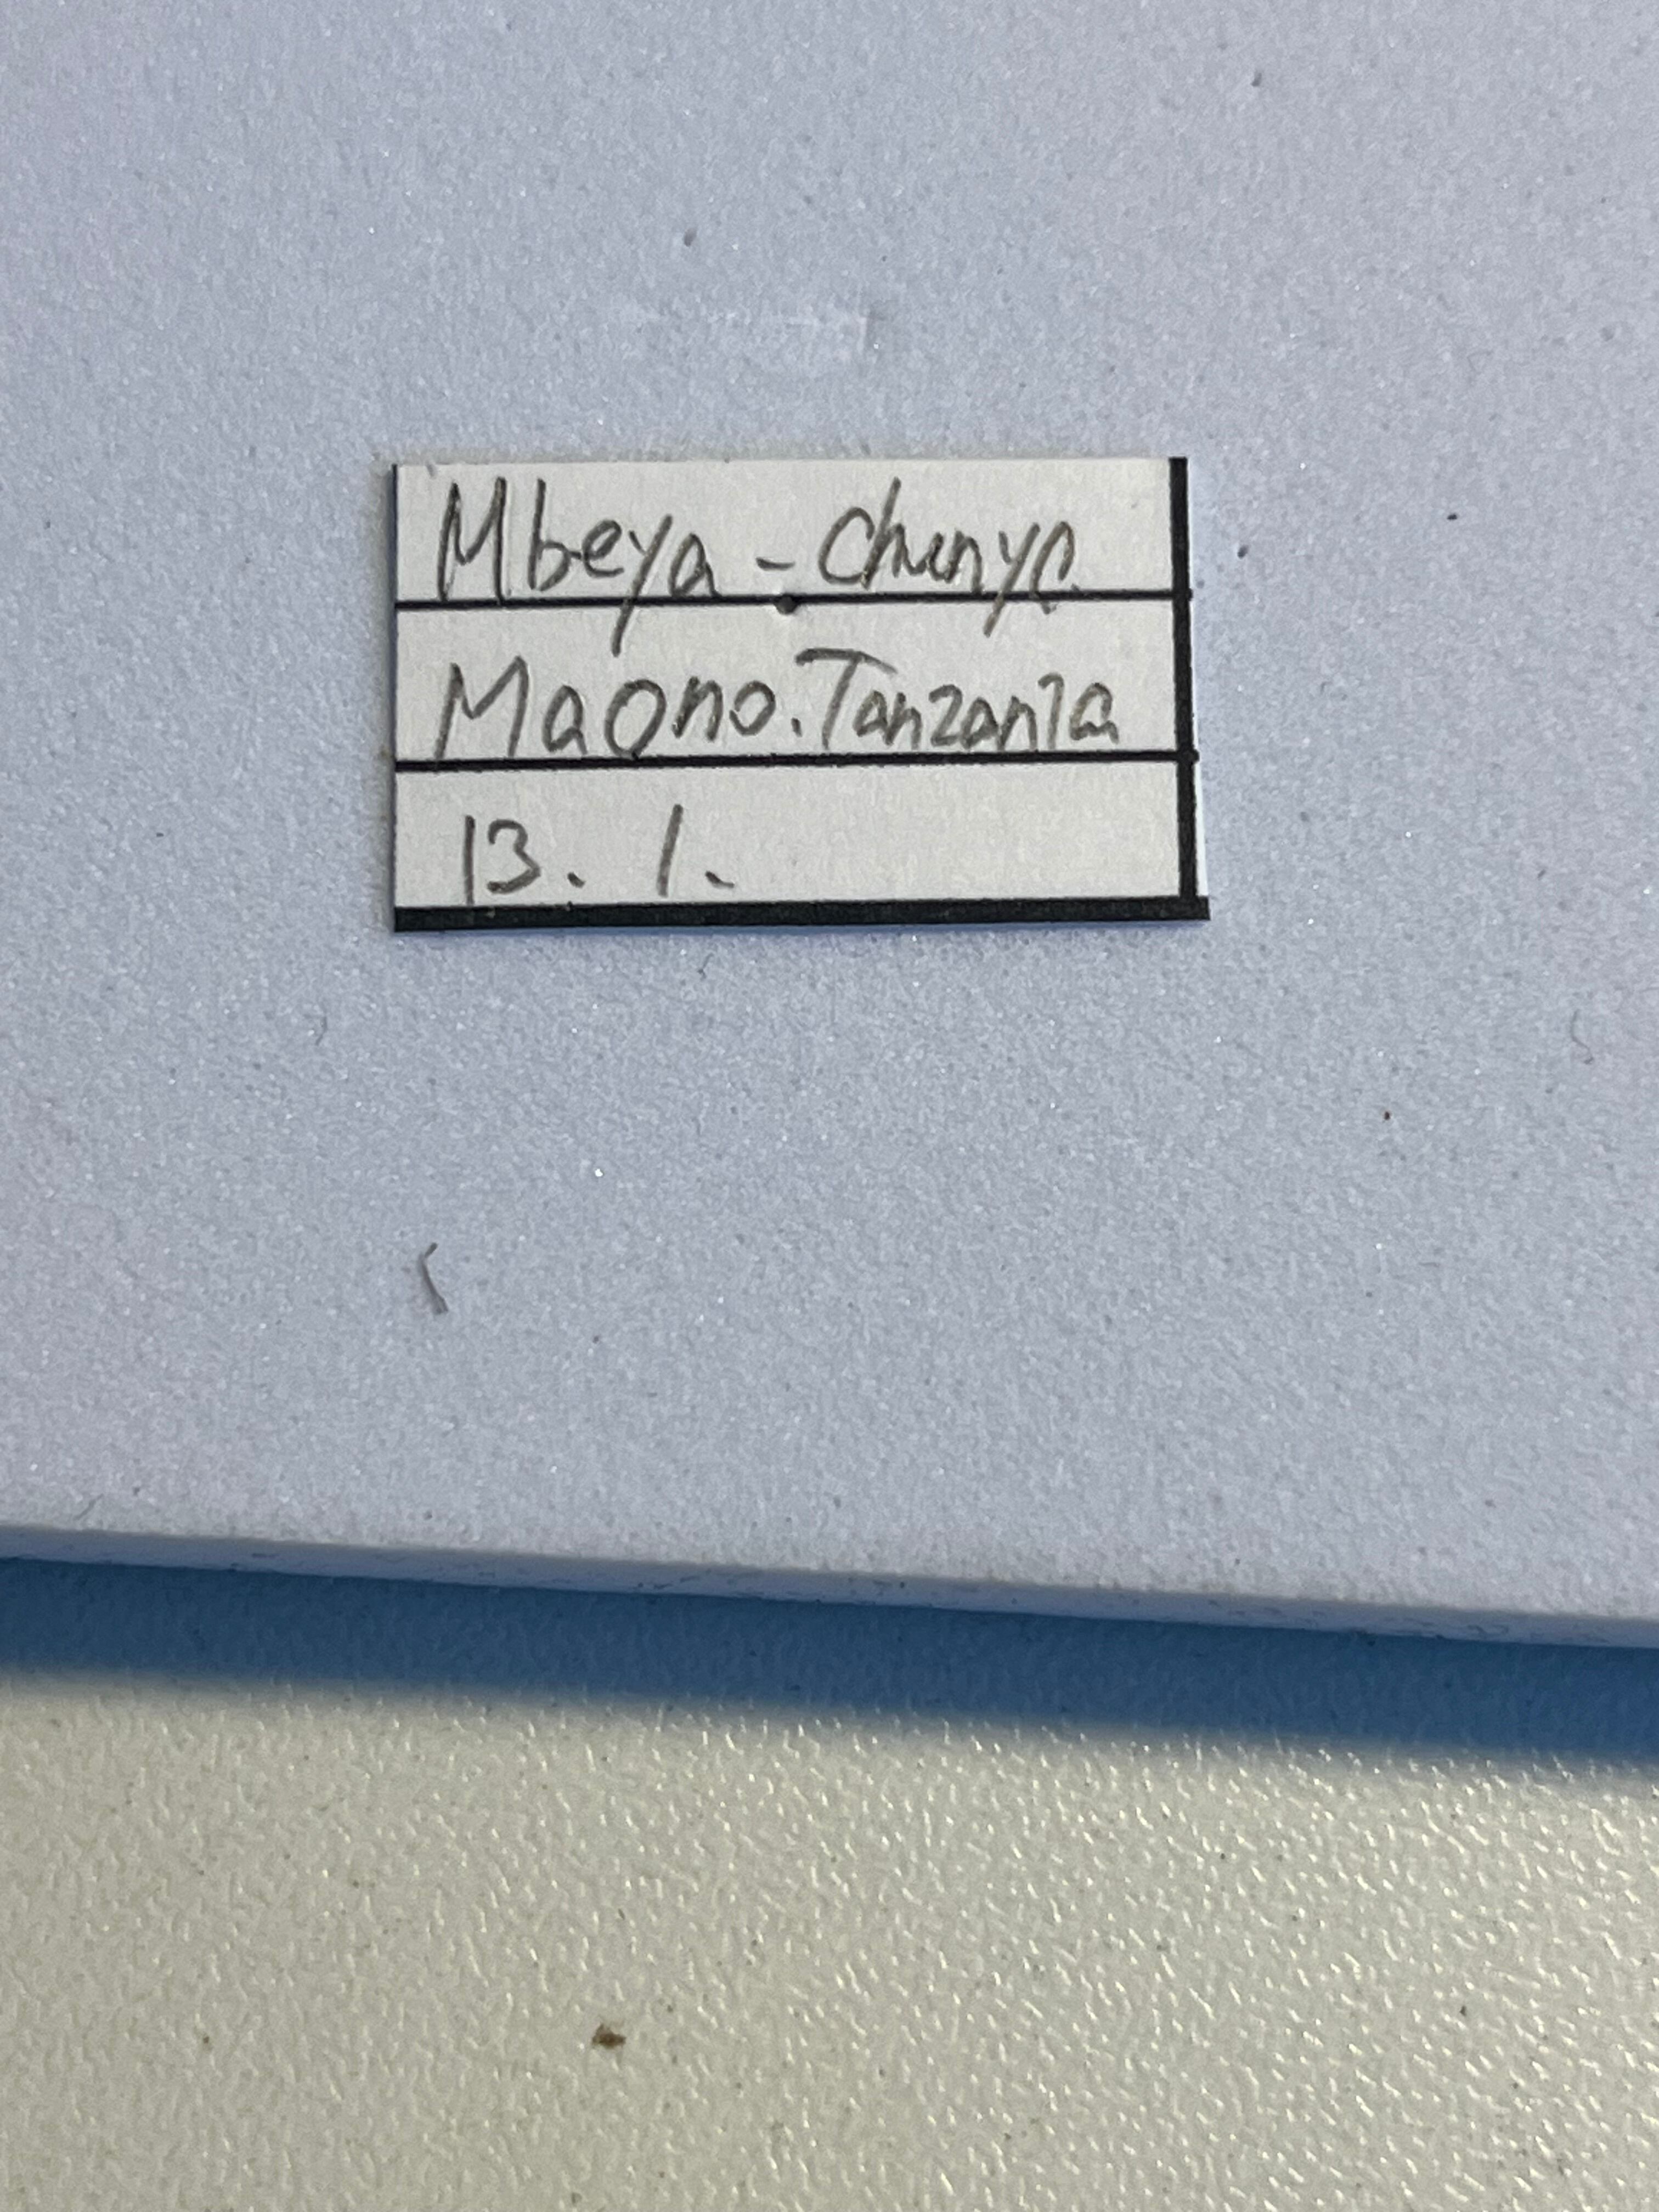 Mbeya - Chunya
Maono. Tanzania
13. 1.